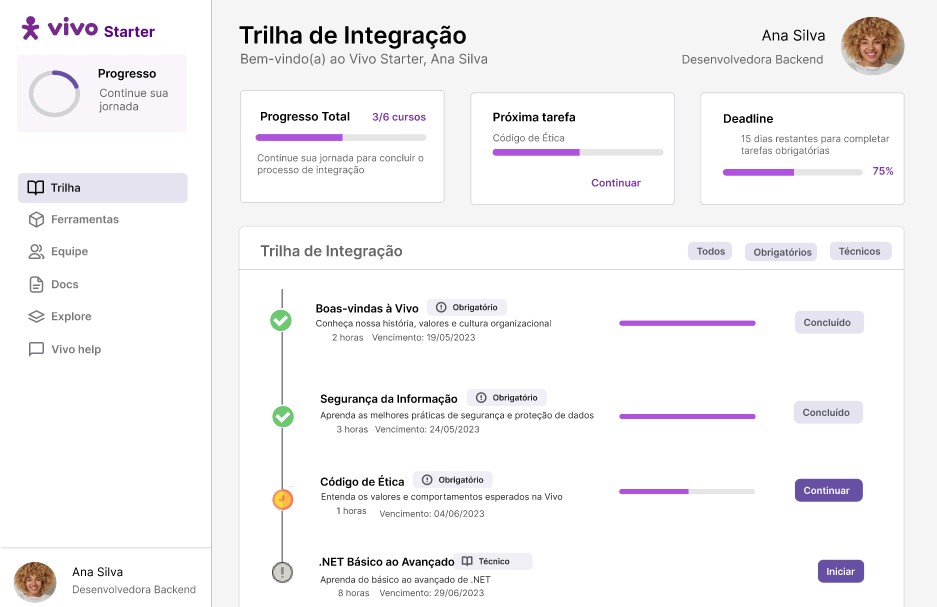 vivo Starter
Progresso
Continue sua
jornada
Trilha
Ferramentas
Equipe
Docs
Explore
Vivo help
Ana Silva
Desenvolvedora Backend
Trilha de Integração
Bem-vindo(a) ao Vivo Starter, Ana Silva
Ana Silva
Desenvolvedora Backend
Progresso Total 3/6 cursos
Continue sua jornada para concluir o
processo de integração
Próxima tarefa
Código de Ética
Continuar
Deadline
15 dias restantes para completar
tarefas obrigatórias
75%
Trilha de Integração
Todos
Obrigatórios
Técnicos
Boas-vindas à Vivo Obrigatório
Conheça nossa história, valores e cultura organizacional
2 horas Vencimento: 19/05/2023
Concluído
Segurança da Informação Obrigatório
Aprenda as melhores práticas de segurança e proteção de dados
3 horas Vencimento: 24/05/2023
Concluído
Código de Ética Obrigatório
Entenda os valores e comportamentos esperados na Vivo
1 horas Vencimento: 04/06/2023
Continuar
.NET Básico ao Avançado Técnico
Aprenda do básico ao avançado de .NET
8 horas Vencimento: 29/06/2023
Iniciar